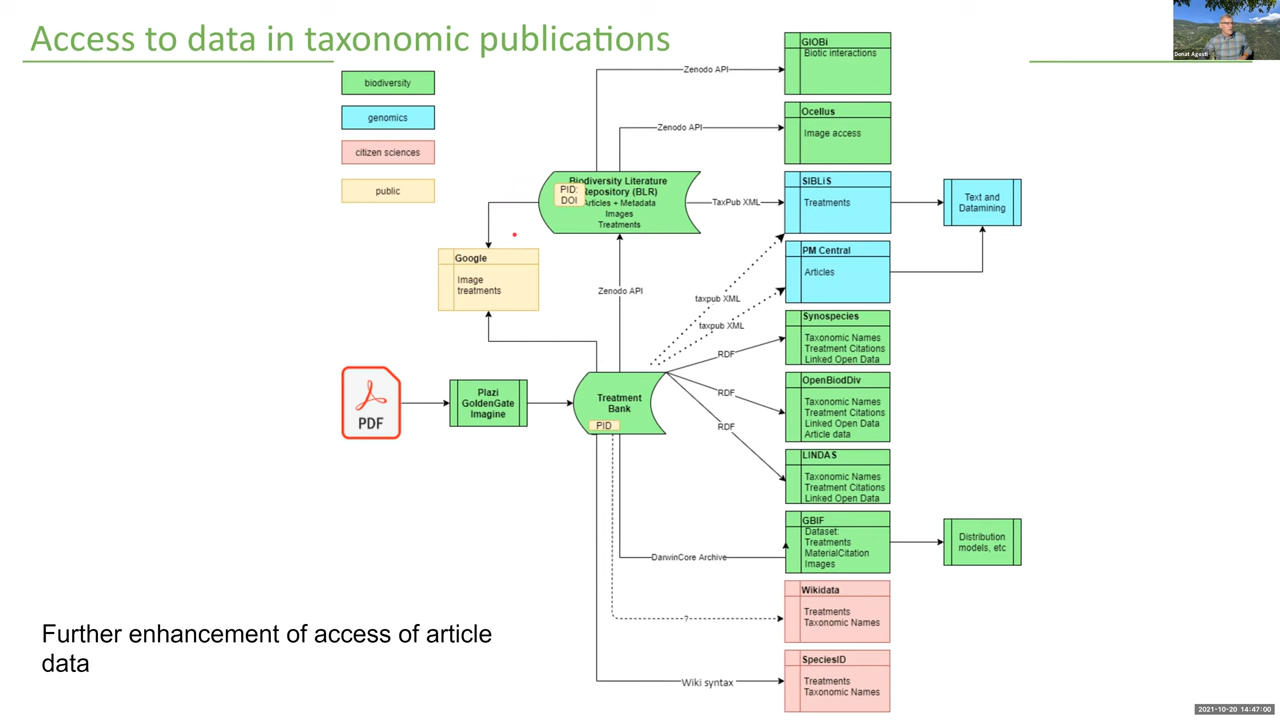 Access to data in taxonomic publications
Donat Agosti
biodiversity
genomics
citizen sciences
public
GlOBi
Biotic interactions
Zenodo API
Ocellus
Image access
Zenodo API
Biodiversity Literature
Repository (BLR)
Articles + Metadata
Images
Treatments
PID:
DOI
TaxPub XML
SIBLiS
Treatments
Text and
Datamining
PM Central
Articles
Google
Image
treatments
Zenodo API
taxpub XML
taxpub XML
Synospecies
Taxonomic Names
Treatment Citations
Linked Open Data
RDF
OpenBiodDiv
Taxonomic Names
Treatment Citations
Linked Open Data
Article data
RDF
RDF
PDF
Plazi
GoldenGate
Imagine
Treatment
Bank
PID
LINDAS
Taxonomic Names
Treatment Citations
Linked Open Data
GBIF
Dataset:
Treatments
MaterialCitation
Images
DarwinCore Archive
Distribution
models, etc
Wikidata
Treatments
Taxonomic Names
?
SpeciesID
Treatments
Taxonomic Names
Wiki syntax
Further enhancement of access of article
data
2021-10-20 14:47:00